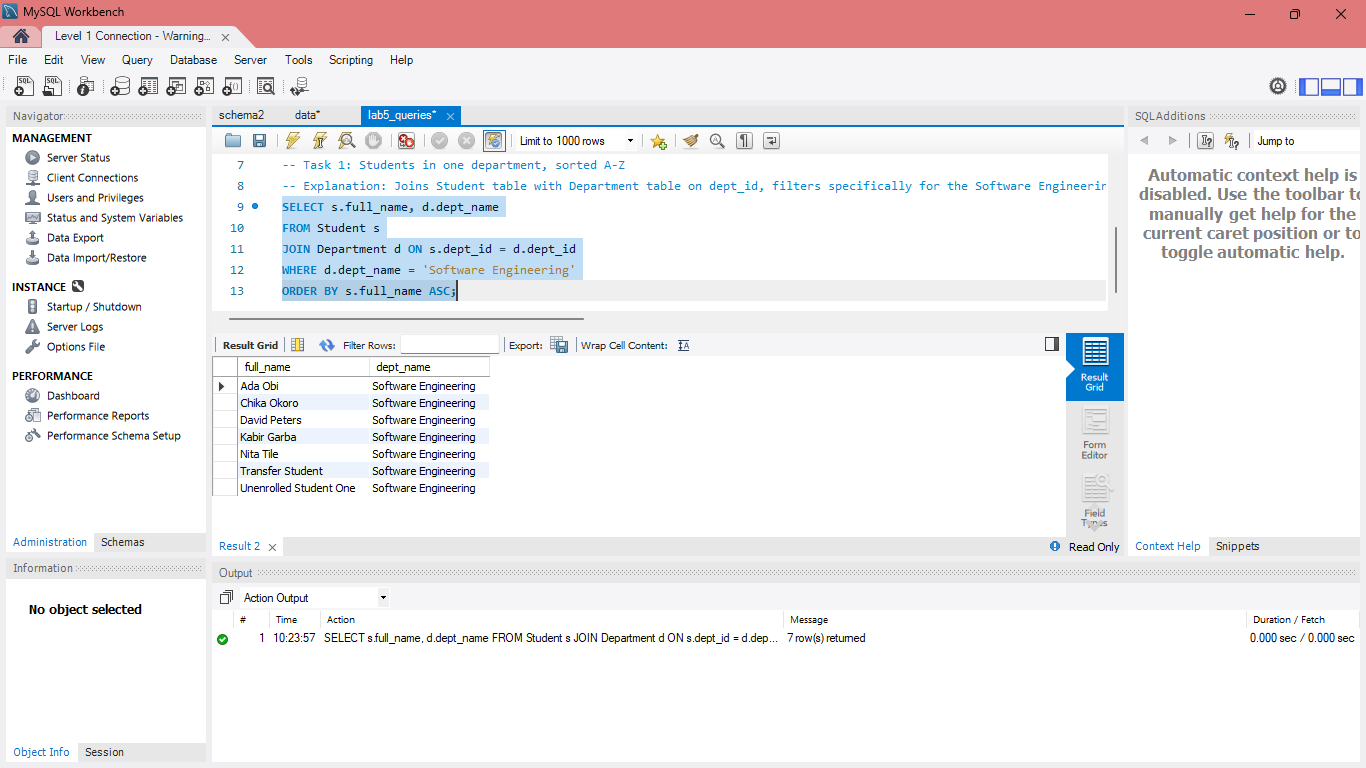 MySQL Workbench
Level 1 Connection - Warning...
File Edit View Query Database Server Tools Scripting Help
Navigator
MANAGEMENT
Server Status
Client Connections
Users and Privileges
Status and System Variables
Data Export
Data Import/Restore
INSTANCE
Startup / Shutdown
Server Logs
Options File
PERFORMANCE
Dashboard
Performance Reports
Performance Schema Setup
Administration Schemas
Information
No object selected
Object Info Session
schema2 data* lab5_queries*
Limit to 1000 rows
7 -- Task 1: Students in one department, sorted A-Z
8 -- Explanation: Joins Student table with Department table on dept_id, filters specifically for the Software Engineerin
9 SELECT s.full_name, d.dept_name
10 FROM Student s
11 JOIN Department d ON s.dept_id = d.dept_id
12 WHERE d.dept_name = 'Software Engineering'
13 ORDER BY s.full_name ASC;
Result Grid Filter Rows: Export: Wrap Cell Content: IA
full_name dept_name
Ada Obi Software Engineering
Chika Okoro Software Engineering
David Peters Software Engineering
Kabir Garba Software Engineering
Nita Tile Software Engineering
Transfer Student Software Engineering
Unenrolled Student One Software Engineering
Result Grid
Form Editor
Field Types
Result 2 Read Only
SQLAdditions
Jump to
Automatic context help is
disabled. Use the toolbar to
manually get help for the
current caret position or to
toggle automatic help.
Context Help Snippets
Output
Action Output
# Time Action Message Duration / Fetch
1 10:23:57 SELECT s.full_name, d.dept_name FROM Student s JOIN Department d ON s.dept_id = d.dep... 7 row(s) returned 0.000 sec / 0.000 sec